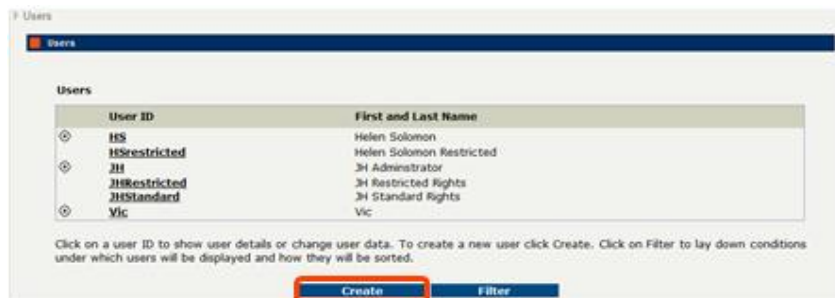 Users
Users
Users
User ID First and Last Name
HS Helen Solomon
HSrestricted Helen Solomon Restricted
JH JH Adminstrator
JHRestricted JH Restricted Rights
JHStandard JH Standard Rights
Vic Vic
Click on a user ID to show user details or change user data. To create a new user click Create. Click on Filter to lay down conditions
under which users will be displayed and how they will be sorted.
Create Filter